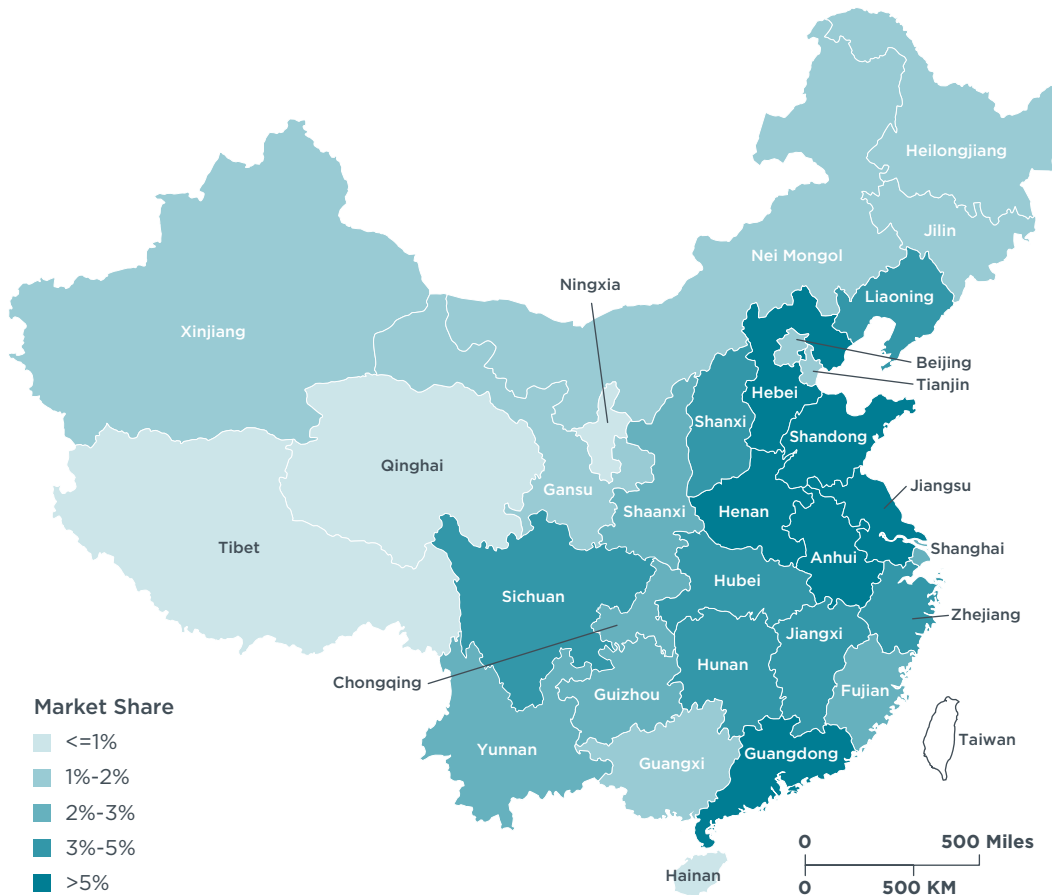 Heilongjiang
Jilin
Nei Mongol
Ningxia
Liaoning
Xinjiang
Beijing
Tianjin
Hebei
Shanxi
Shandong
Qinghai
Jiangsu
Gansu
Shaanxi
Henan
Tibet
Shanghai
Anhui
Hubei
Sichuan
Zhejiang
Jiangxi
Hunan
Chongqing
Guizhou
Fujian
Market Share
<=1%
1%-2%
2%-3%
3%-5%
>5%
Yunnan
Guangxi
Guangdong
Taiwan
Hainan
0 500 Miles
0 500 KM